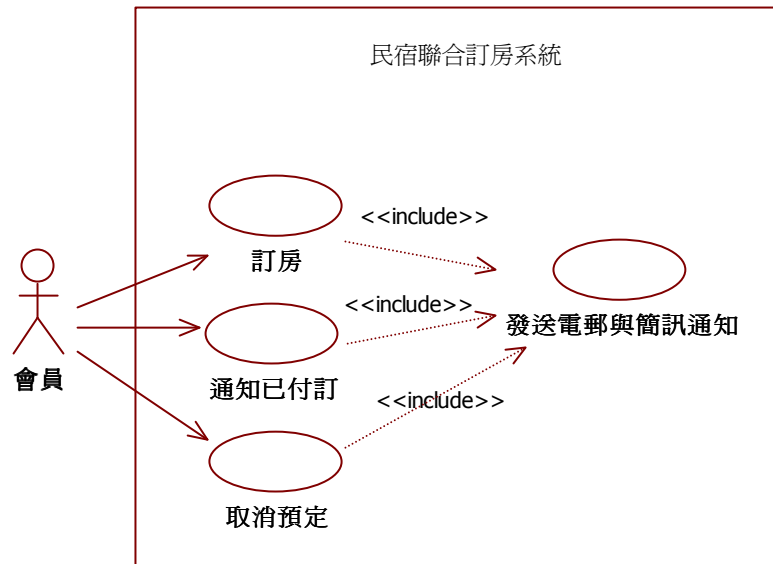 民宿聯合訂房系統
<<include>>
訂房
<<include>>
發送電郵與簡訊通知
會員
通知已付訂
<<include>>
取消預定